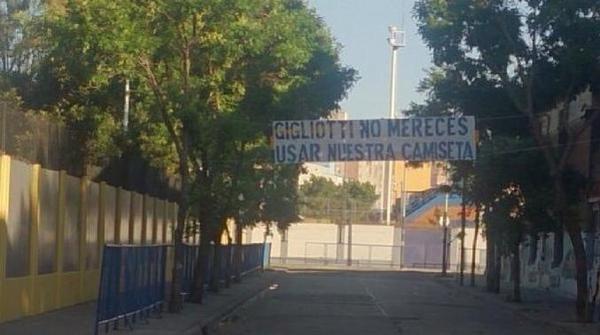 GIGLIOTTI NO MERECES
USAR NUESTRA CAMISETA